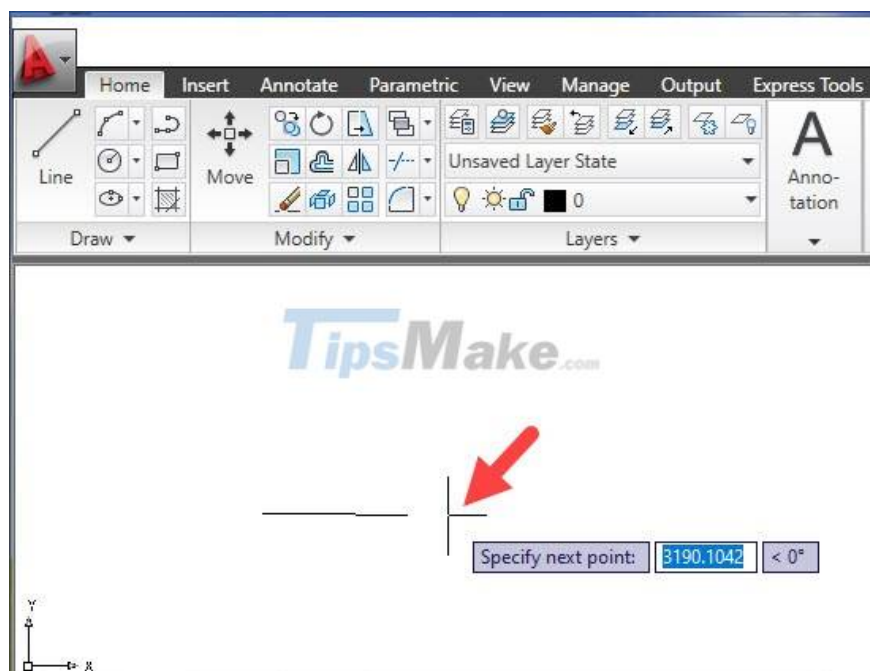 Home Insert Annotate Parametric View Manage Output Express Tools
Line
Move
Unsaved Layer State
0
Anno-
tation
Draw Modify Layers
TipsMake.com
Specify next point: 3190.1042 < 0°
Y
X